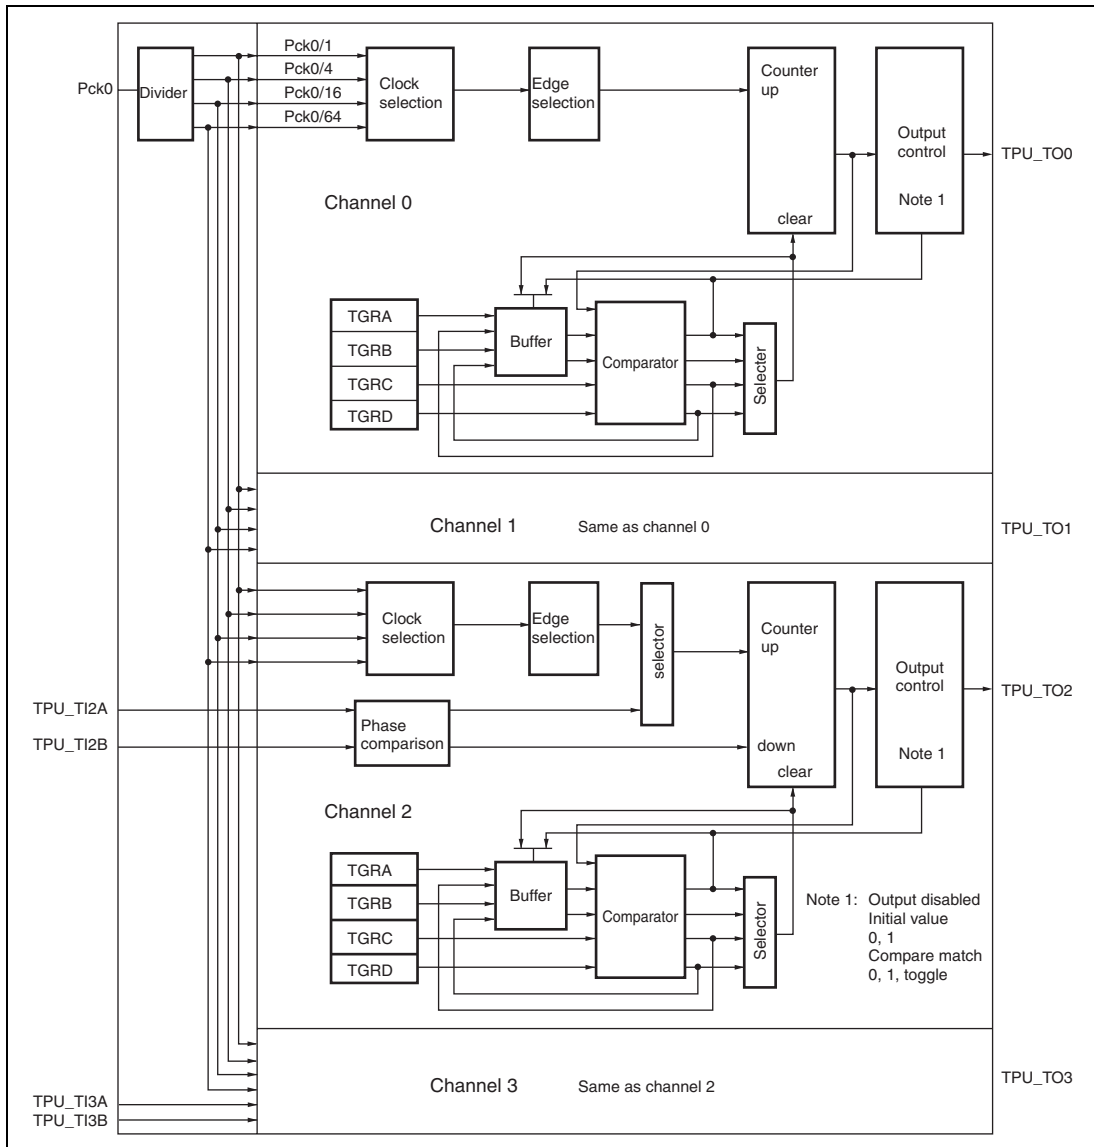 Pck0
Divider
Pck0/1
Pck0/4
Pck0/16
Pck0/64
Clock
selection
Edge
selection
Counter
up
clear
Output
control
Note 1
TPU_TO0
Channel 0
TGRA
TGRB
TGRC
TGRD
Buffer
Comparator
Selecter
Channel 1
Same as channel 0
TPU_TO1
Clock
selection
Edge
selection
selector
Counter
up
down
clear
Output
control
Note 1
TPU_TO2
TPU_TI2A
TPU_TI2B
Phase
comparison
Channel 2
TGRA
TGRB
TGRC
TGRD
Buffer
Comparator
Selector
Note 1: Output disabled
Initial value
0, 1
Compare match
0, 1, toggle
Channel 3
Same as channel 2
TPU_TO3
TPU_TI3A
TPU_TI3B